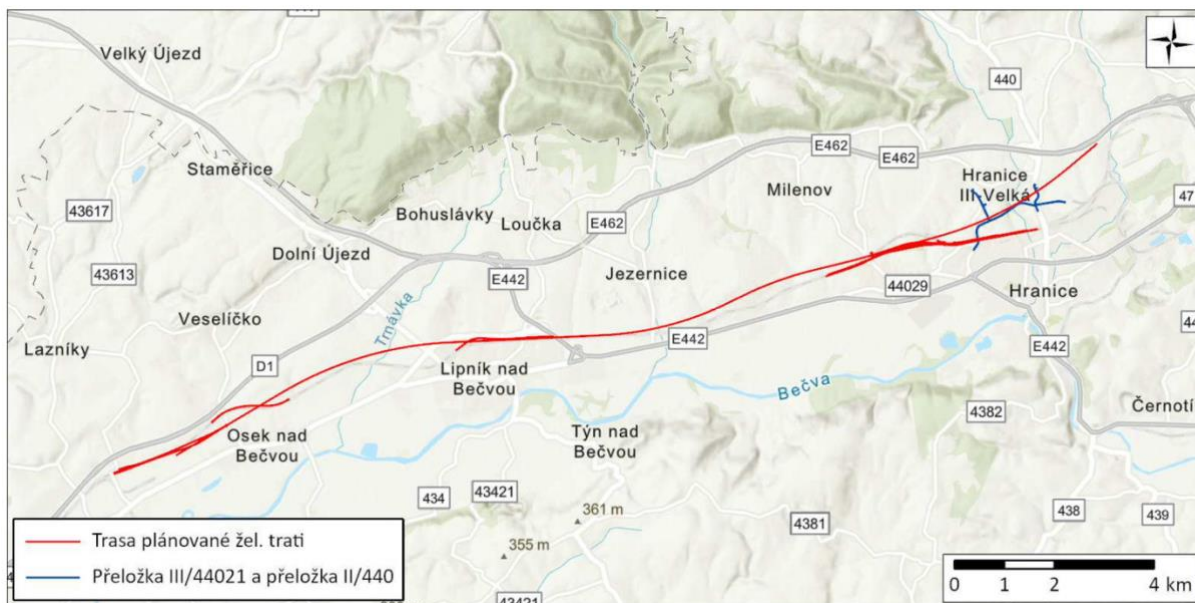 Velký Újezd
440
Staměřice
E462
E462
Hranice
III Velká
Milenov
47
43617
Bohuslávky
Loučka
E462
Dolní Újezd
43613
E442
Jezernice
44029
Hranice
Trnávka
Veselíčko
Lazníky
E442
E442
44
D1
Lipník nad
Bečvou
Bečva
Černotí
4382
Osek nad
Bečvou
Týn nad
Bečvou
434
43421
361 m
4381
438
439
355 m
43421
Trasa plánované žel. trati
Přeložka III/44021 a přeložka II/440
0 1 2 4 km